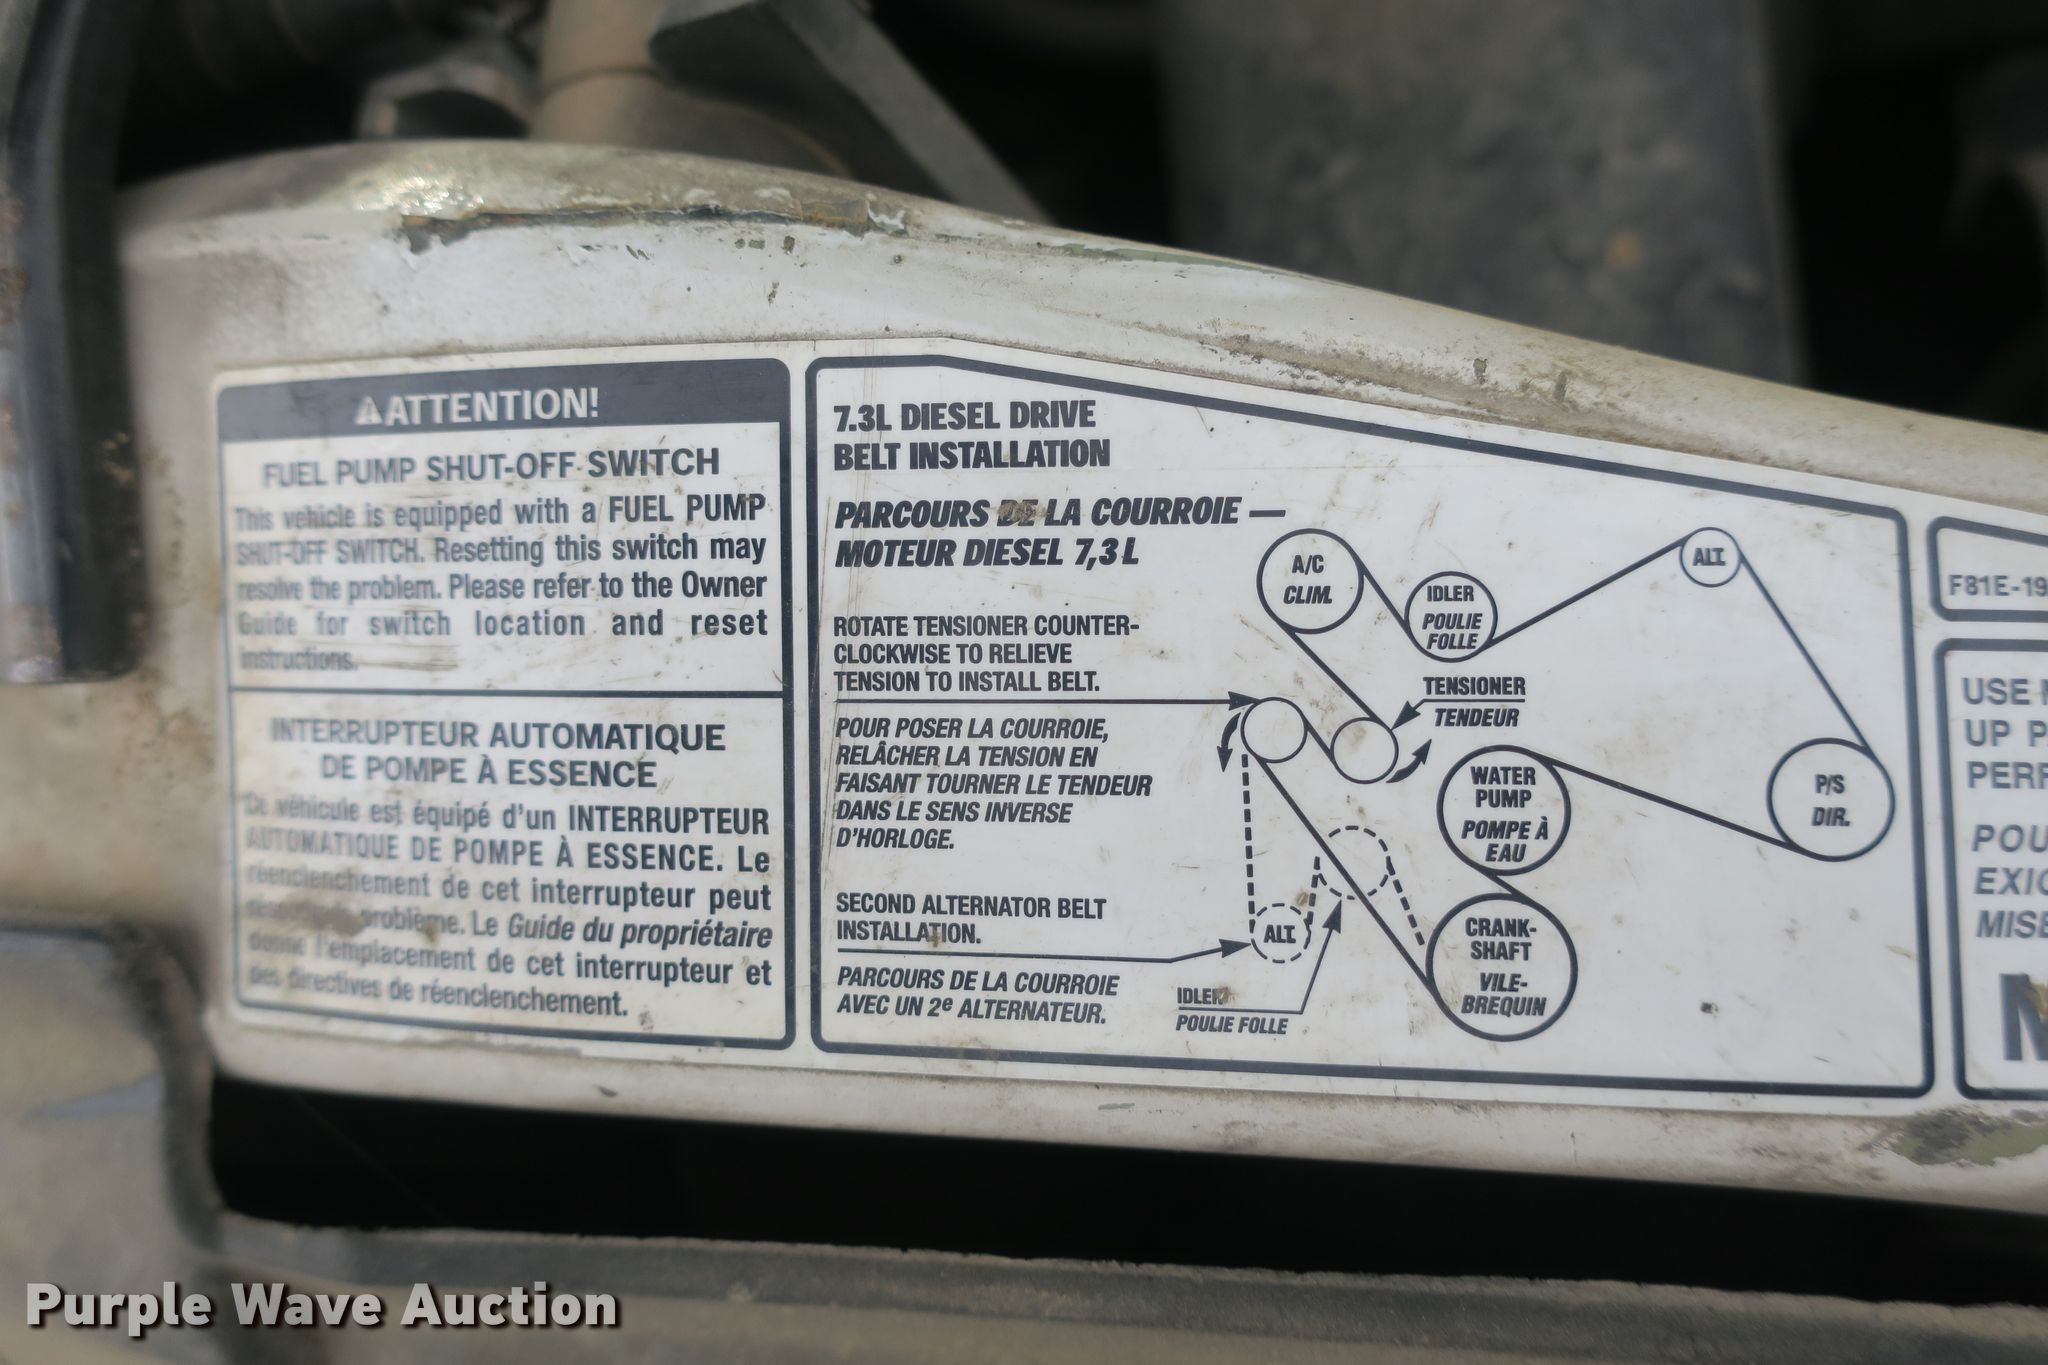 ATTENTION!
FUEL PUMP SHUT-OFF SWITCH
This vehicle is equipped with a FUEL PUMP
SHUT-OFF SWITCH. Resetting this switch may
resolve the problem. Please refer to the Owner
Guide for switch location and reset
instructions.
INTERRUPTEUR AUTOMATIQUE
DE POMPE À ESSENCE
Ce véhicule est équipé d'un INTERRUPTEUR
AUTOMATIQUE DE POMPE À ESSENCE. Le
réenclenchement de cet interrupteur peut
problème. Le Guide du propriétaire
donne l'emplacement de cet interrupteur et
des directives de réenclenchement.
7.3L DIESEL DRIVE
BELT INSTALLATION
PARCOURS DE LA COURROIE —
MOTEUR DIESEL 7,3 L
ROTATE TENSIONER COUNTER-
CLOCKWISE TO RELIEVE
TENSION TO INSTALL BELT.
POUR POSER LA COURROIE,
RELÂCHER LA TENSION EN
FAISANT TOURNER LE TENDEUR
DANS LE SENS INVERSE
D'HORLOGE.
SECOND ALTERNATOR BELT
INSTALLATION.
PARCOURS DE LA COURROIE
AVEC UN 2e ALTERNATEUR.
A/C
CLIM.
IDLER
POULIE
FOLLE
ALT.
TENSIONER
TENDEUR
WATER
PUMP
POMPE À
EAU
P/S
DIR.
ALT.
IDLER
POULIE FOLLE
CRANK-
SHAFT
VILE-
BREQUIN
F81E-19
USE
UP
PERF
POU
EXIG
MISE
Purple Wave Auction